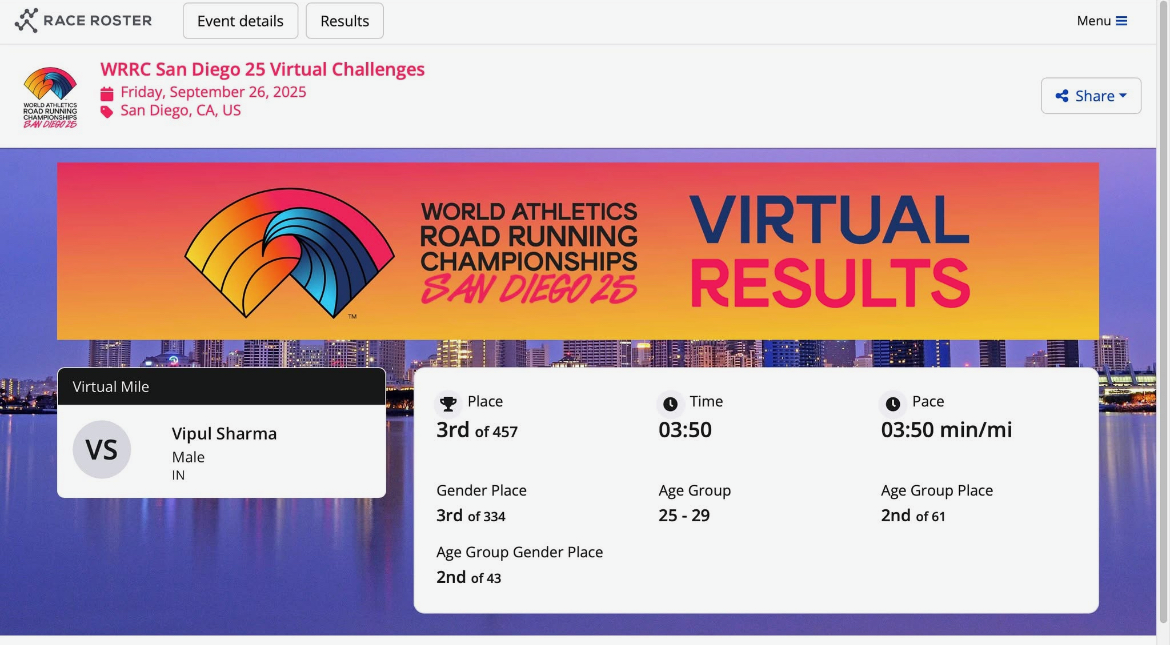 RACE ROSTER
Event details
Results
Menu
WRRC San Diego 25 Virtual Challenges
Friday, September 26, 2025
San Diego, CA, US
Share
WORLD ATHLETICS
ROAD RUNNING
CHAMPIONSHIPS
SAN DIEGO 25
WORLD ATHLETICS
ROAD RUNNING
CHAMPIONSHIPS
SAN DIEGO 25
TM
VIRTUAL
RESULTS
Virtual Mile
VS
Vipul Sharma
Male
IN
Place
3rd of 457
Time
03:50
Pace
03:50 min/mi
Gender Place
3rd of 334
Age Group
25 - 29
Age Group Place
2nd of 61
Age Group Gender Place
2nd of 43